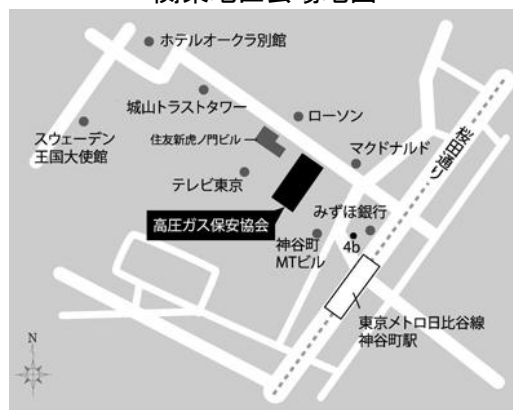 関東地区会場地図
ホテルオークラ別館
城山トラストタワー
ローソン
スウェーデン
王国大使館
住友新虎ノ門ビル
マクドナルド
桜田通り
テレビ東京
みずほ銀行
高圧ガス保安協会
神谷町
MTビル
4b
東京メトロ日比谷線
神谷町駅
N